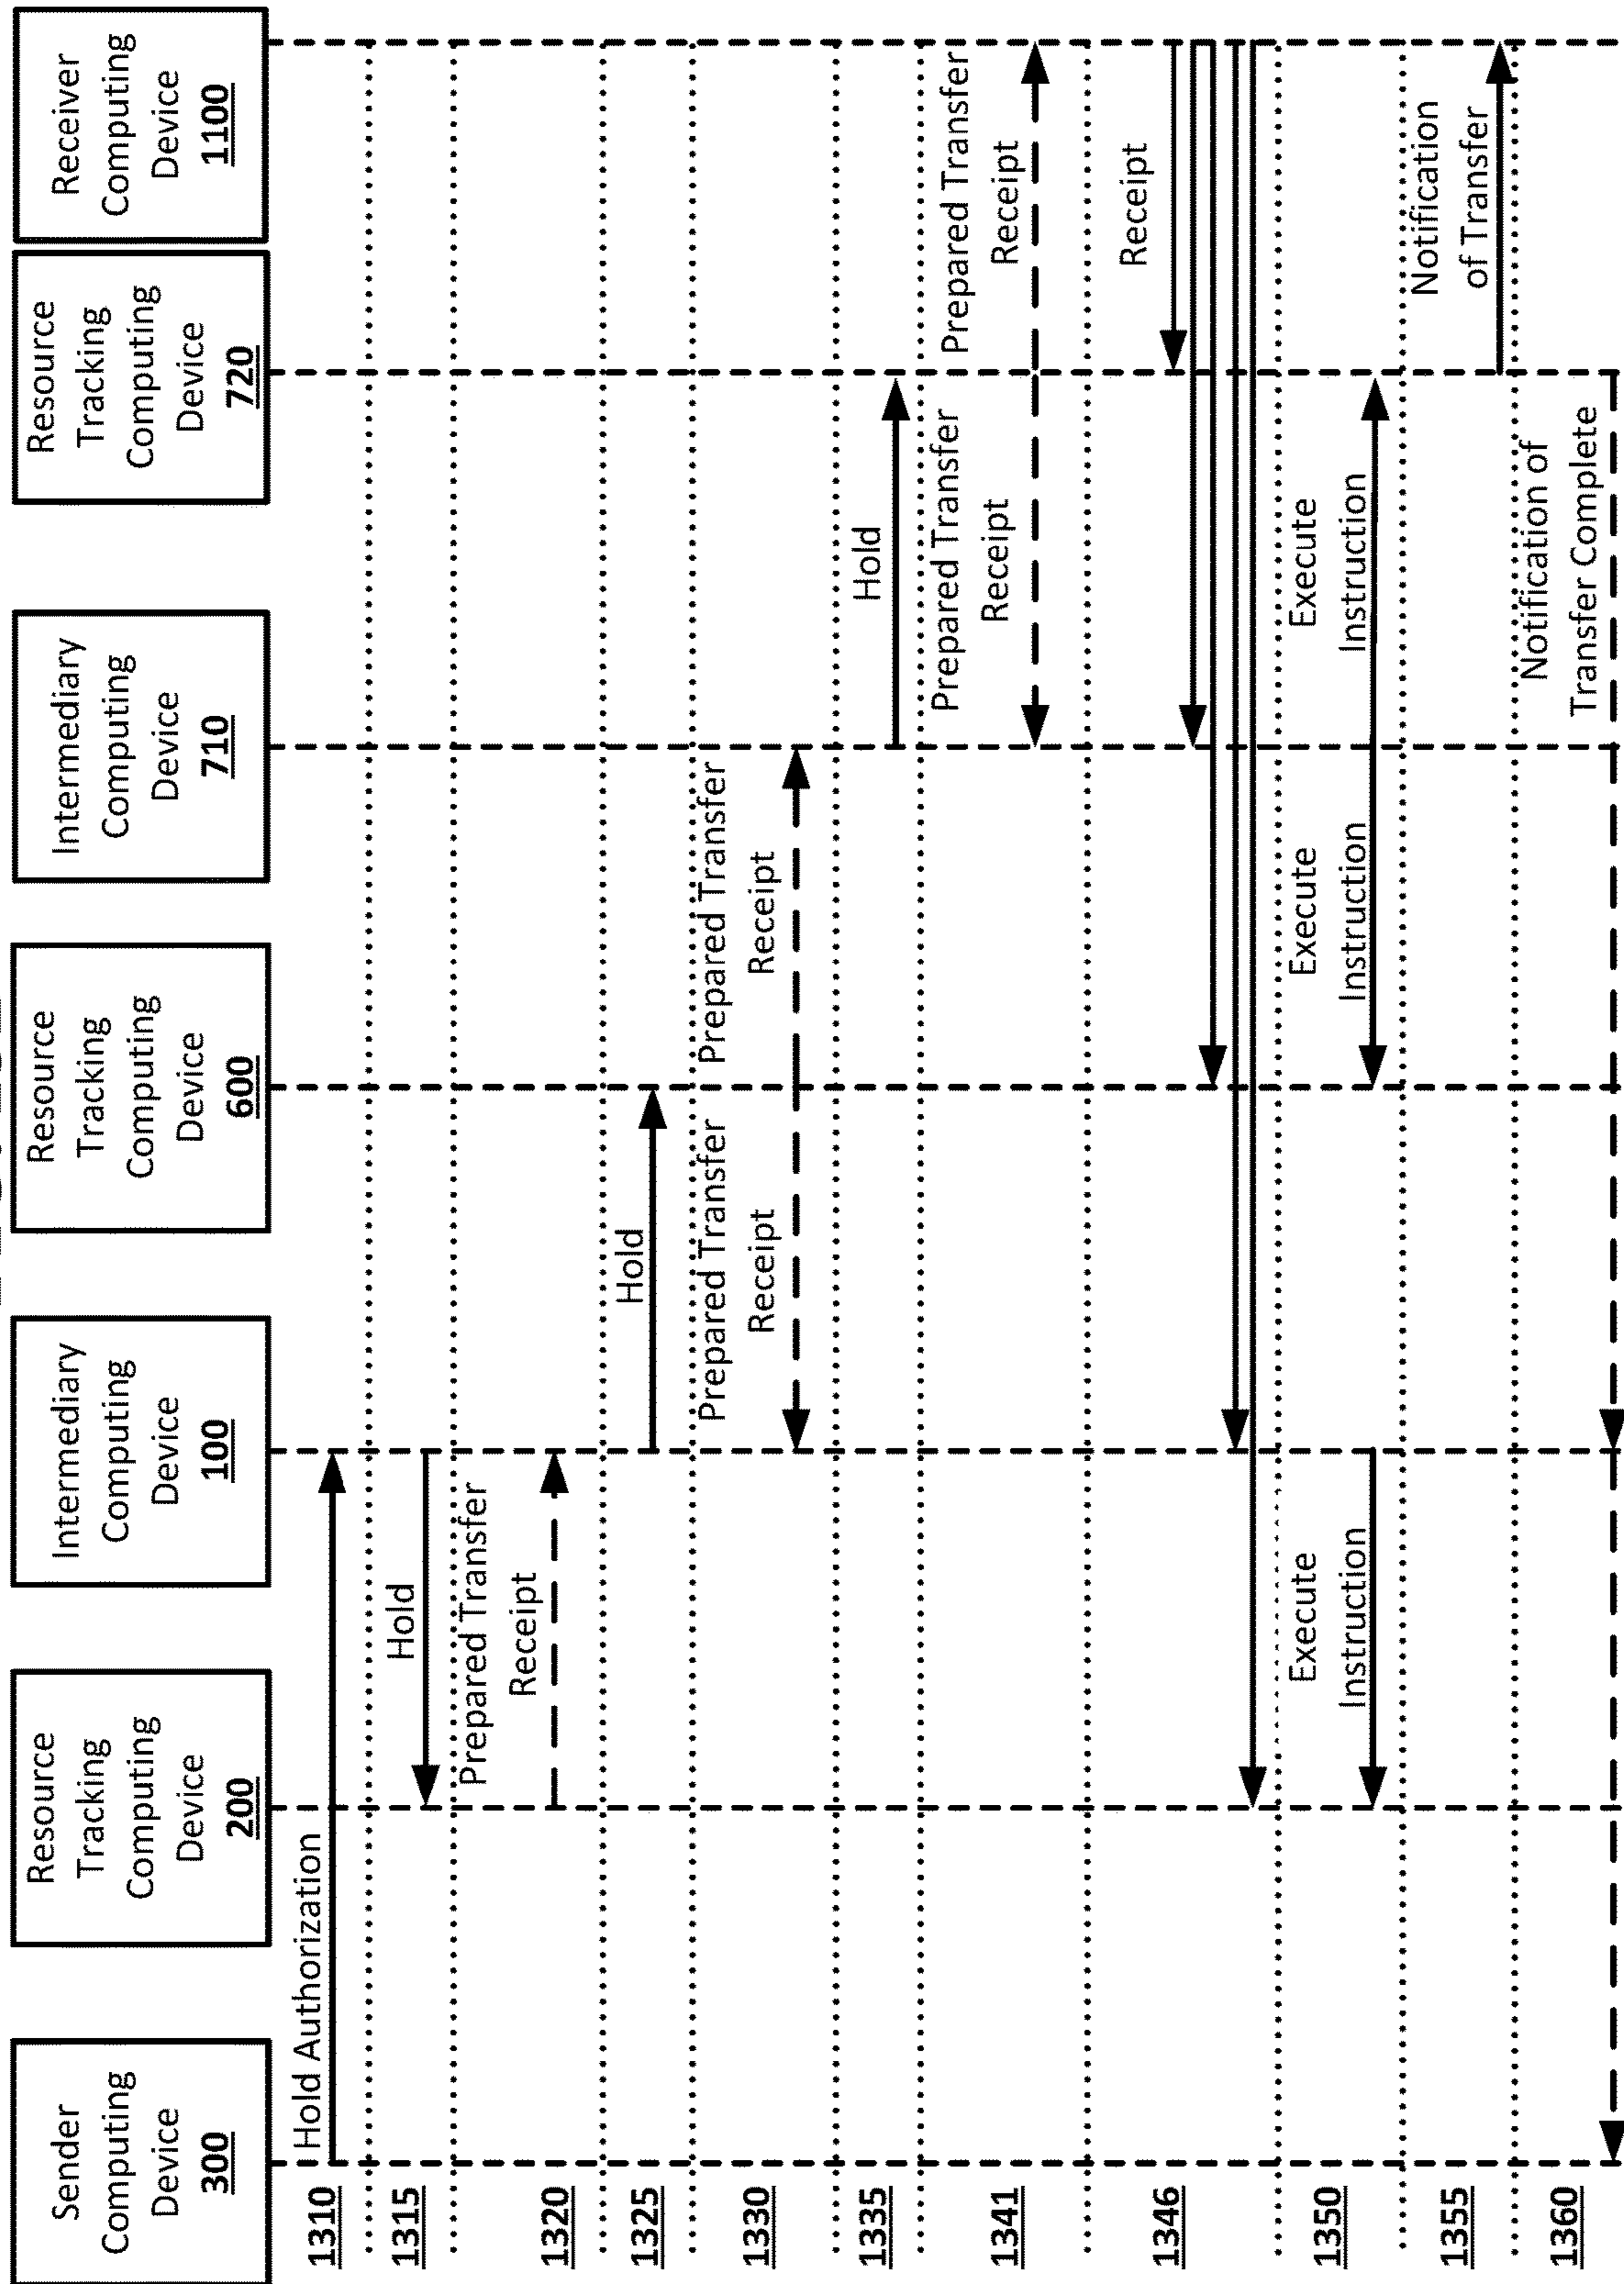 Sender
Computing
Device
300
Resource
Tracking
Computing
Device
200
Intermediary
Computing
Device
100
Resource
Tracking
Computing
Device
600
Intermediary
Computing
Device
710
Resource
Tracking
Computing
Device
720
Receiver
Computing
Device
1100
1310
Hold Authorization
1315
Hold
1320
Prepared Transfer
Receipt
1325
Hold
1330
Prepared Transfer
Receipt
Prepared Transfer
Receipt
1335
Hold
1341
Prepared Transfer
Receipt
Prepared Transfer
Receipt
1346
Receipt
1350
Execute
Instruction
Execute
Instruction
Execute
Instruction
1355
Notification
of Transfer
1360
Notification of
Transfer Complete